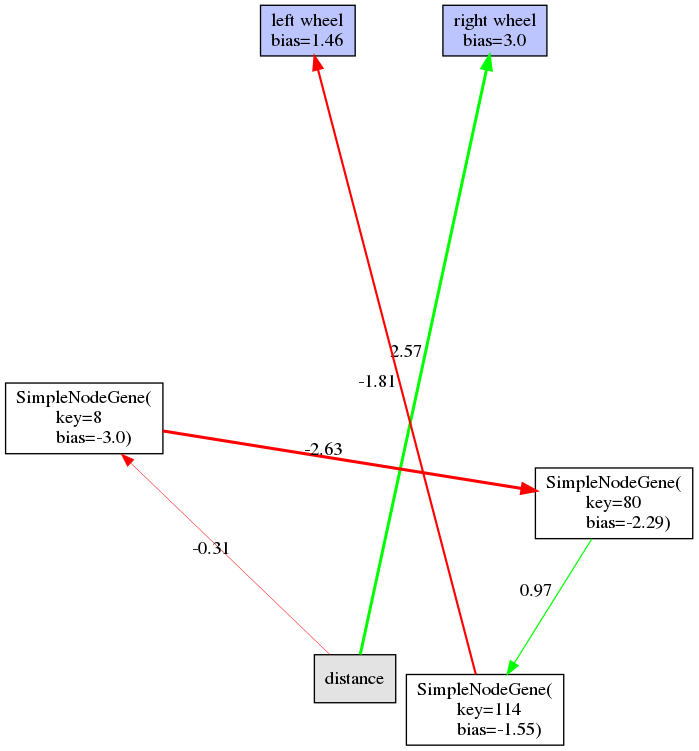 left wheel
bias=1.46
right wheel
bias=3.0
2.57
-1.81
SimpleNodeGene(
key=8
bias=-3.0)
-2.63
SimpleNodeGene(
key=80
bias=-2.29)
-0.31
0.97
distance
SimpleNodeGene(
key=114
bias=-1.55)